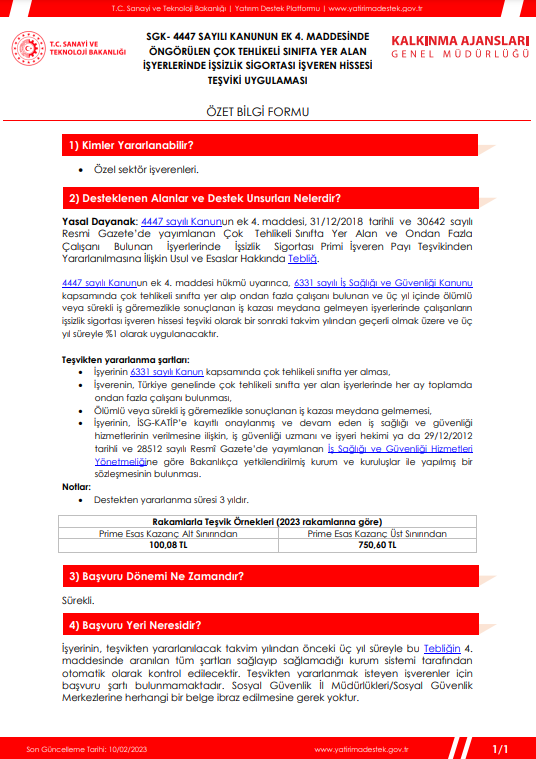 T.C. Sanayi ve Teknoloji Bakanlığı | Yatırım Destek Platformu | www.yatirimadestek.gov.tr
T.C. SANAYİ VE
TEKNOLOJİ BAKANLIĞI
SGK- 4447 SAYILI KANUNUN EK 4. MADDESİNDE
ÖNGÖRÜLEN ÇOK TEHLİKELİ SINIFTA YER ALAN
İŞYERLERİNDE İŞSİZLİK SİGORTASI İŞVEREN HİSSESİ
TEŞVİKİ UYGULAMASI
KALKINMA AJANSLARI
GENEL MÜDÜRLÜĞÜ
ÖZET BİLGİ FORMU
1) Kimler Yararlanabilir?
• Özel sektör işverenleri.
2) Desteklenen Alanlar ve Destek Unsurları Nelerdir?
Yasal Dayanak: 4447 sayılı Kanunun ek 4. maddesi, 31/12/2018 tarihli ve 30642 sayılı
Resmi Gazete'de yayımlanan Çok Tehlikeli Sınıfta Yer Alan ve Ondan Fazla
Çalışanı Bulunan İşyerlerinde İşsizlik Sigortası Primi İşveren Payı Teşvikinden
Yararlanılmasına İlişkin Usul ve Esaslar Hakkında Tebliğ.
4447 sayılı Kanunun ek 4. maddesi hükmü uyarınca, 6331 sayılı İş Sağlığı ve Güvenliği Kanunu
kapsamında çok tehlikeli sınıfta yer alıp ondan fazla çalışanı bulunan ve üç yıl içinde ölümlü
veya sürekli iş göremezlikle sonuçlanan iş kazası meydana gelmeyen işyerlerinde çalışanların
işsizlik sigortası işveren hissesi teşviki olarak bir sonraki takvim yılından geçerli olmak üzere ve üç
yıl süreyle %1 olarak uygulanacaktır.
Teşvikten yararlanma şartları:
• İşyerinin 6331 sayılı Kanun kapsamında çok tehlikeli sınıfta yer alması,
• İşverenin, Türkiye genelinde çok tehlikeli sınıfta yer alan işyerlerinde her ay toplamda
ondan fazla çalışanı bulunması,
• Ölümlü veya sürekli iş göremezlikle sonuçlanan iş kazası meydana gelmemesi,
• İşyerinin, İSG-KATİP'e kayıtlı onaylanmış ve devam eden iş sağlığı ve güvenliği
hizmetlerinin verilmesine ilişkin, iş güvenliği uzmanı ve işyeri hekimi ya da 29/12/2012
tarihli ve 28512 sayılı Resmî Gazete'de yayımlanan İş Sağlığı ve Güvenliği Hizmetleri
Yönetmeliğine göre Bakanlıkça yetkilendirilmiş kurum ve kuruluşlar ile yapılmış bir
sözleşmesinin bulunması.
Notlar:
• Destekten yararlanma süresi 3 yıldır.
Rakamlarla Teşvik Örnekleri (2023 rakamlarına göre)
Prime Esas Kazanç Alt Sınırından Prime Esas Kazanç Üst Sınırından
100,08 TL 750,60 TL
3) Başvuru Dönemi Ne Zamandır?
Sürekli.
4) Başvuru Yeri Neresidir?
İşyerinin, teşvikten yararlanılacak takvim yılından önceki üç yıl süreyle bu Tebliğin 4.
maddesinde aranılan tüm şartları sağlayıp sağlamadığı kurum sistemi tarafından
otomatik olarak kontrol edilecektir. Teşvikten yararlanmak isteyen işverenler için
başvuru şartı bulunmamaktadır. Sosyal Güvenlik İl Müdürlükleri/Sosyal Güvenlik
Merkezlerine herhangi bir belge ibraz edilmesine gerek yoktur.
Son Güncelleme Tarihi: 10/02/2023 www.yatirimadestek.gov.tr 1/1